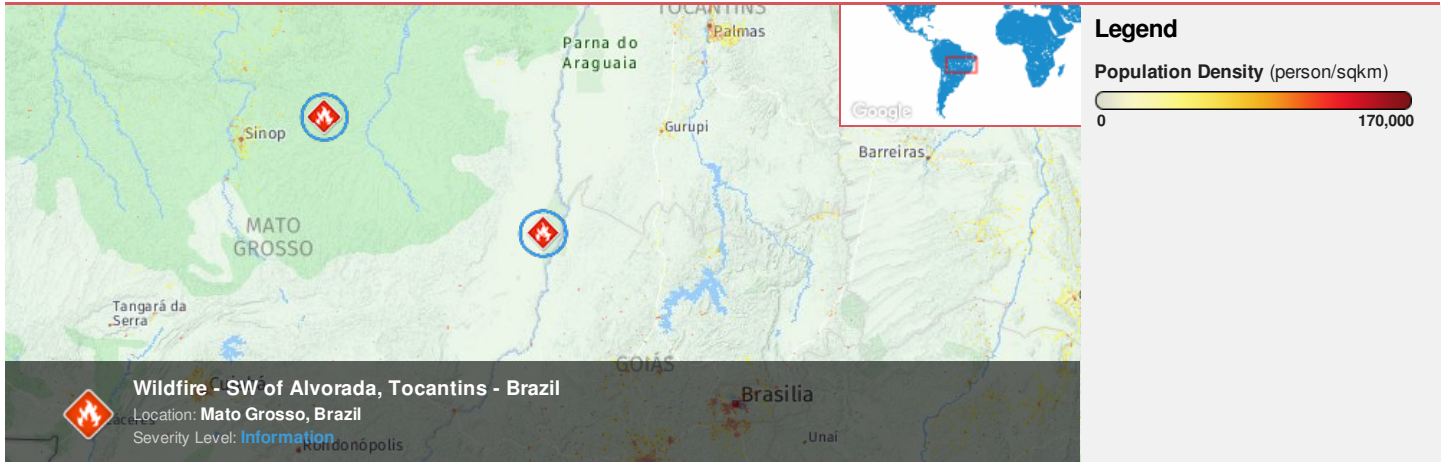 TOCANTINS
Palmas
Parna do
Araguaia
Google
Sinop
Gurupi
Barreiras
MATO
GROSSO
Tangará da
Serra
GOIÁS
Brasilia
Unaí
Rondonópolis
Wildfire - SW of Alvorada, Tocantins - Brazil
Location: Mato Grosso, Brazil
Severity Level: Information
Legend
Population Density (person/sqkm)
0 170,000